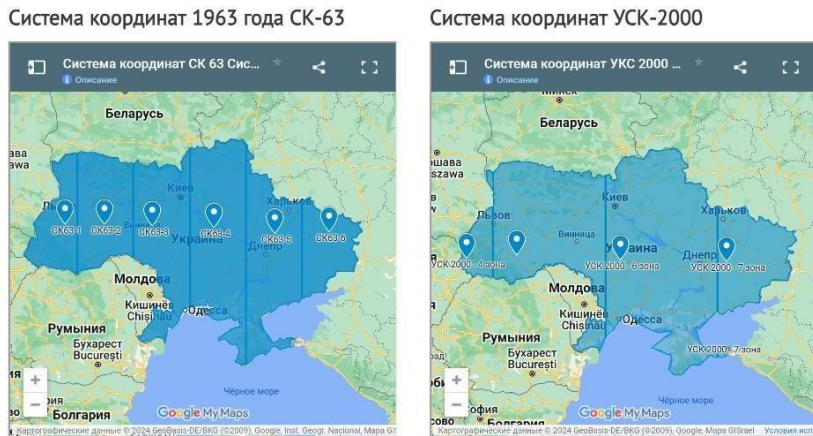 Система координат 1963 года СК-63
Система координат СК 63 Сис...
Описание
Беларусь
Киев
Харьков
СК63-1
СК63-2
СК63-3
СК63-4
СК63-5
СК63-6
Украина
Днепр
Молдова
Кишинёв
Chișinău
Одесса
Румыния
Бухарест
București
Чёрное море
Болгария
Google My Maps
Картографические данные © 2024 GeoBasis-DE/BKG (©2009), Google, Inst. Geogr. Nacional, Mapa GI
Система координат УСК-2000
Система координат УКС 2000 ...
Описание
Минск
Беларусь
Киев
Харьков
Львов
Винница
Украина
Днепр
УСК 2000 - 4 зона
УСК 2000 - 6 зона
УСК 2000 - 7 зона
Молдова
Кишинёв
Chișinău
Одесса
Румыния
Бухарест
București
УСК 2000 - 7 зона
Чёрное море
София
Болгария
Google My Maps
Картографические данные © 2024 GeoBasis-DE/BKG (©2009), Google, Mapa GISrael
Условия исп